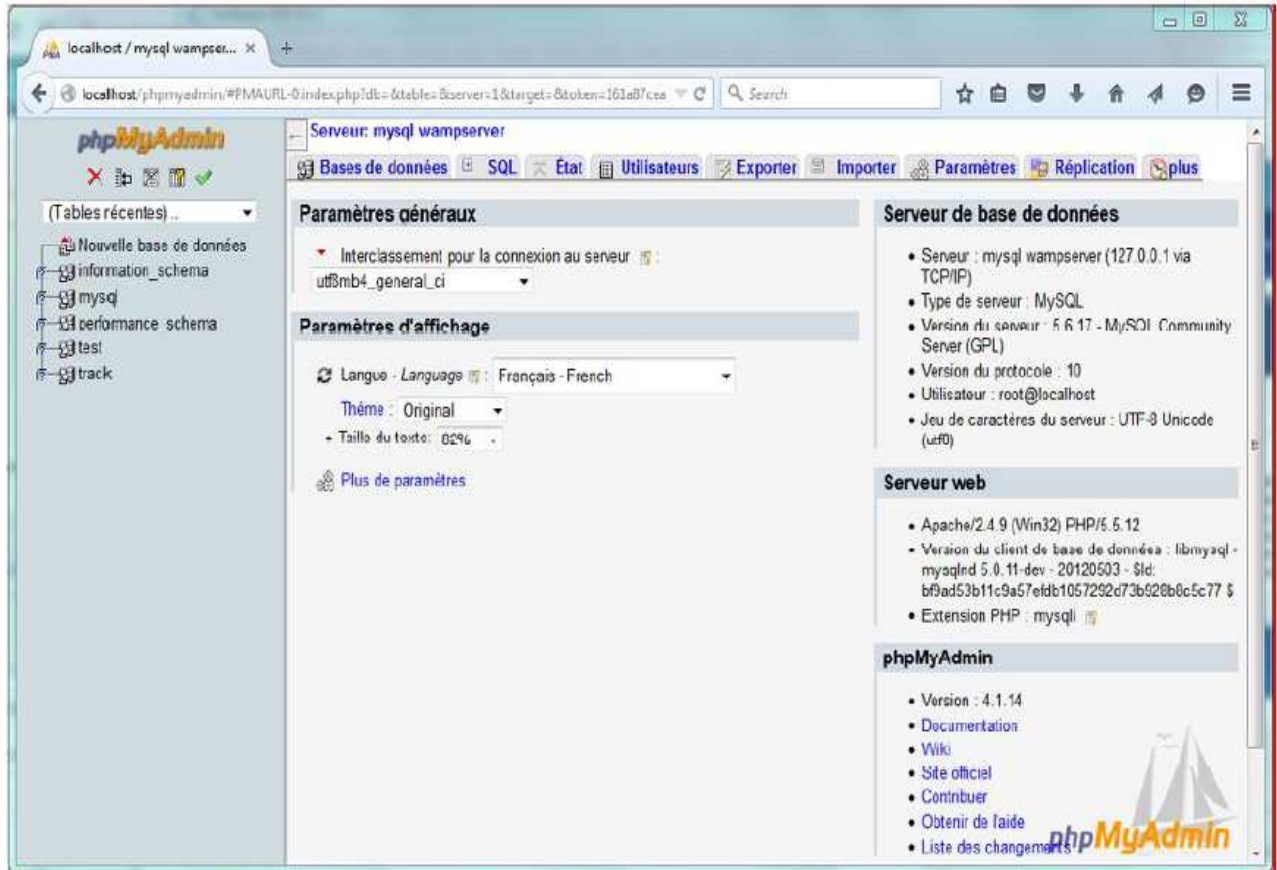 localhost / mysql wampser... ×
+
localhost/phpmyadmin/#PMAURL-0:index.php?db=&table=&server=1&target=&token=161a87cea
Search
phpMyAdmin
(Tables récentes) ..
Nouvelle base de données
information_schema
mysql
performance_schema
test
track
Serveur: mysql wampserver
Bases de données SQL État Utilisateurs Exporter Importer Paramètres Réplication plus
Paramètres généraux
Interclassement pour la connexion au serveur :
utf8mb4_general_ci
Paramètres d'affichage
Langue - Language : Français - French
Thème : Original
Taille du texte:
Plus de paramètres
Serveur de base de données
• Serveur : mysql wampserver (127.0.0.1 via
TCP/IP)
• Type de serveur : MySQL
• Version du serveur : 5.6.17 - MySQL Community
Server (GPL)
• Version du protocole : 10
• Utilisateur : root@localhost
• Jeu de caractères du serveur : UTF-8 Unicode
(utf8)
Serveur web
• Apache/2.4.9 (Win32) PHP/5.5.12
• Version du client de base de données : libmysql -
mysqlnd 5.0.11-dev - 20120503 - $Id:
bf9ad53b11c9a57efdb1057292d73b928b8c5c77 $
• Extension PHP : mysqli
phpMyAdmin
• Version : 4.1.14
• Documentation
• Wiki
• Site officiel
• Contribuer
• Obtenir de l'aide
• Liste des changements
phpMyAdmin